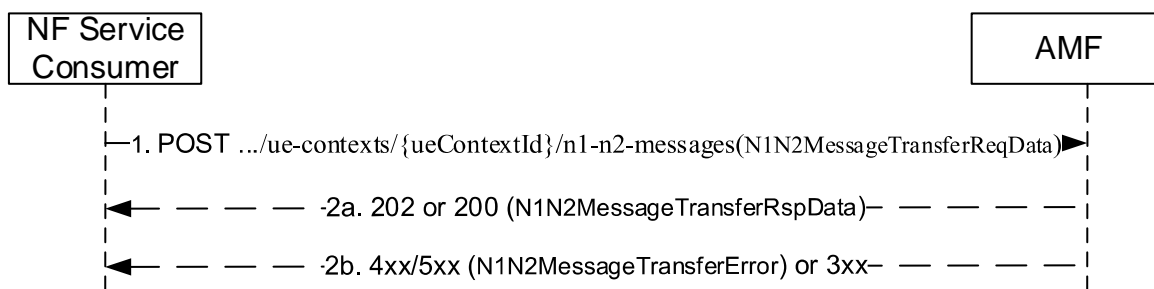 NF Service
Consumer
AMF
1. POST .../ue-contexts/{ueContextId}/n1-n2-messages(N1N2MessageTransferReqData)
2a. 202 or 200 (N1N2MessageTransferRspData)
2b. 4xx/5xx (N1N2MessageTransferError) or 3xx